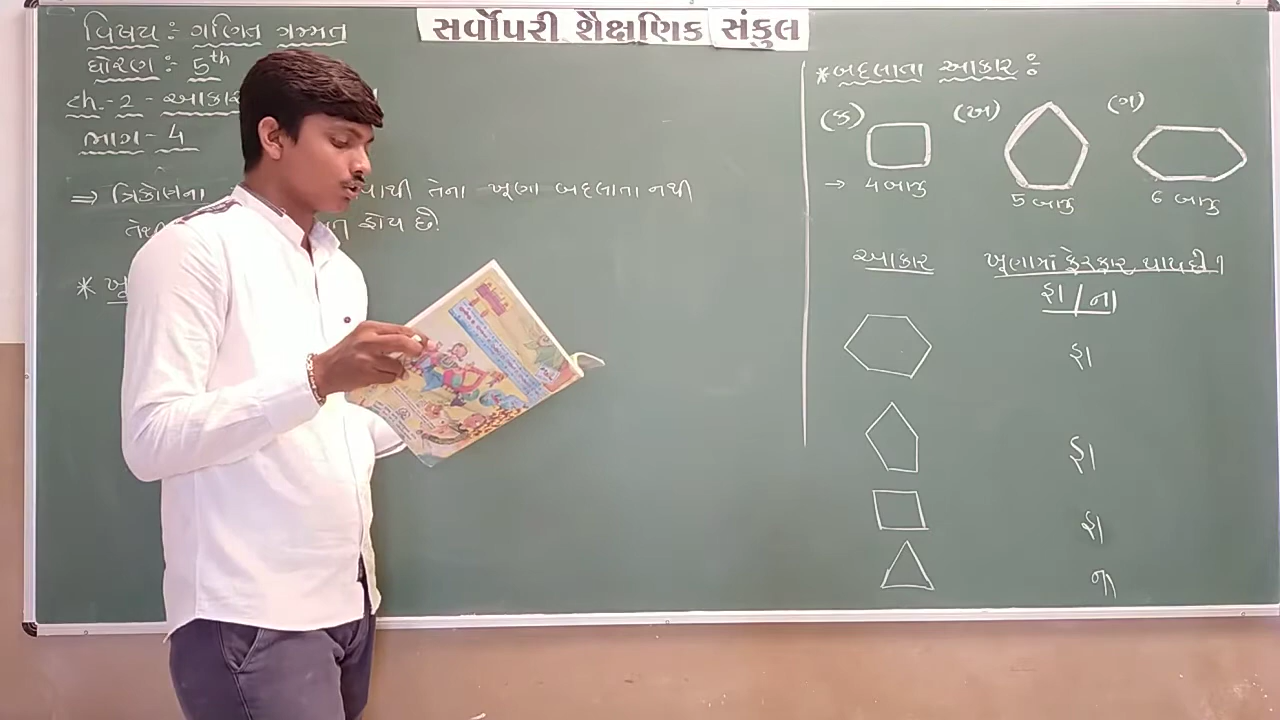 સર્વોપરી શૈક્ષણિક સંકુલ
વિષય : ગણિત ગમ્મત
ધોરણ : 5th
ch.-2 - આકાર
ભાગ - 4
⇒ ત્રિકોણના તેના ખૂણા બદલાતા નથી
હોય છે.
* ખૂ
* બદલાતા આકાર :
(ક) (ખ) (ગ)
→ 4 બાજુ 5 બાજુ 6 બાજુ
આકાર ખૂણામાં ફેરફાર થાય છે ?
હા / ના
હા
હા
હા
ના